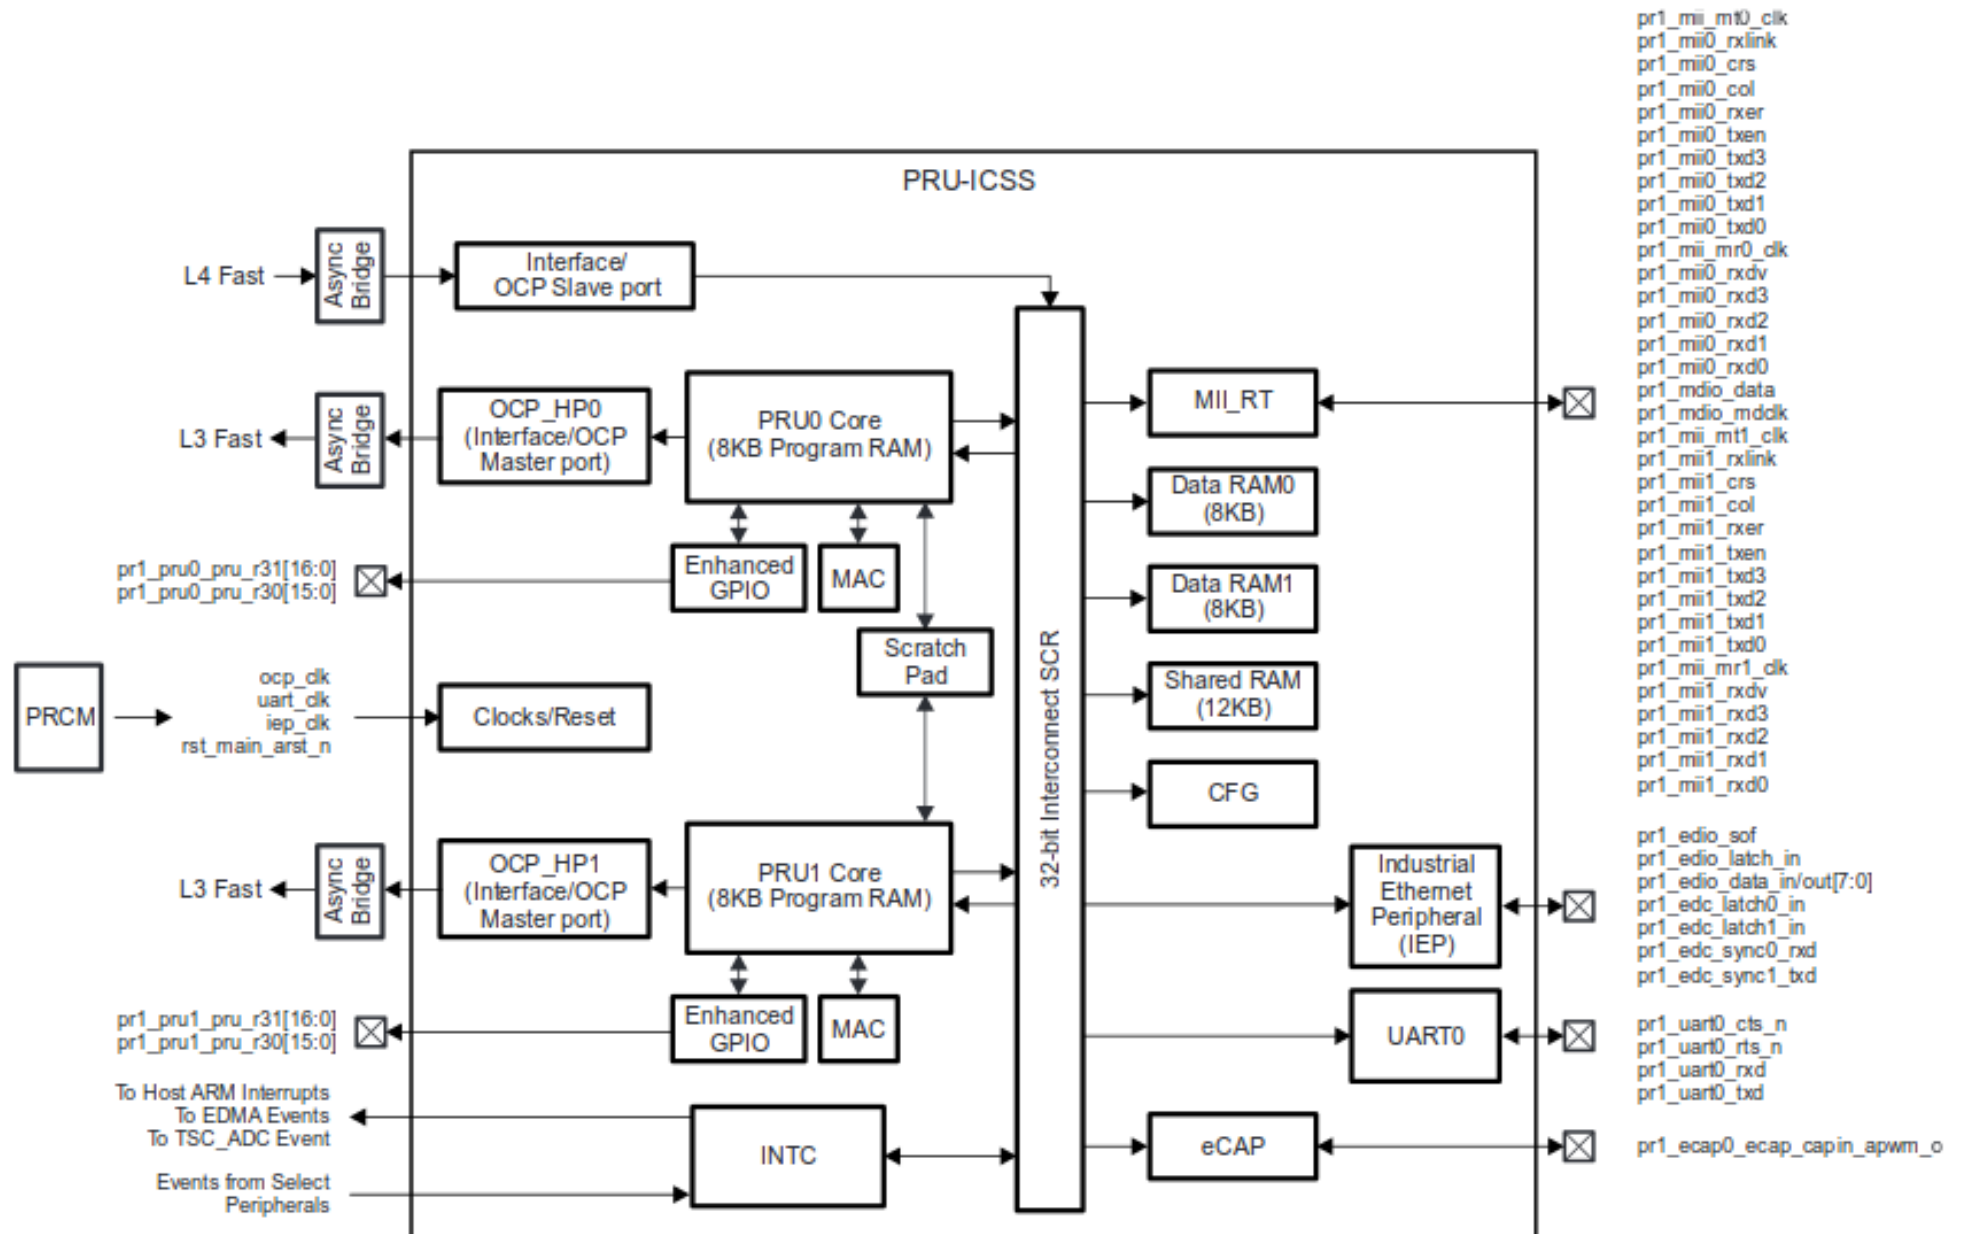 PRU-ICSS
L4 Fast
Async
Bridge
Interface/
OCP Slave port
L3 Fast
Async
Bridge
OCP_HP0
(Interface/OCP
Master port)
PRU0 Core
(8KB Program RAM)
pr1_pru0_pru_r31[16:0]
pr1_pru0_pru_r30[15:0]
Enhanced
GPIO
MAC
Scratch
Pad
PRCM
ocp_clk
uart_clk
iep_clk
rst_main_arst_n
Clocks/Reset
L3 Fast
Async
Bridge
OCP_HP1
(Interface/OCP
Master port)
PRU1 Core
(8KB Program RAM)
pr1_pru1_pru_r31[16:0]
pr1_pru1_pru_r30[15:0]
Enhanced
GPIO
MAC
To Host ARM Interrupts
To EDMA Events
To TSC_ADC Event
Events from Select
Peripherals
INTC
32-bit Interconnect SCR
MII_RT
Data RAM0
(8KB)
Data RAM1
(8KB)
Shared RAM
(12KB)
CFG
Industrial
Ethernet
Peripheral
(IEP)
UART0
eCAP
pr1_mii_mt0_clk
pr1_mii0_rxlink
pr1_mii0_crs
pr1_mii0_col
pr1_mii0_rxer
pr1_mii0_txen
pr1_mii0_txd3
pr1_mii0_txd2
pr1_mii0_txd1
pr1_mii0_txd0
pr1_mii_mr0_clk
pr1_mii0_rxdv
pr1_mii0_rxd3
pr1_mii0_rxd2
pr1_mii0_rxd1
pr1_mii0_rxd0
pr1_mdio_data
pr1_mdio_mdclk
pr1_mii_mt1_clk
pr1_mii1_rxlink
pr1_mii1_crs
pr1_mii1_col
pr1_mii1_rxer
pr1_mii1_txen
pr1_mii1_txd3
pr1_mii1_txd2
pr1_mii1_txd1
pr1_mii1_txd0
pr1_mii_mr1_clk
pr1_mii1_rxdv
pr1_mii1_rxd3
pr1_mii1_rxd2
pr1_mii1_rxd1
pr1_mii1_rxd0
pr1_edio_sof
pr1_edio_latch_in
pr1_edio_data_in/out[7:0]
pr1_edc_latch0_in
pr1_edc_latch1_in
pr1_edc_sync0_rxd
pr1_edc_sync1_txd
pr1_uart0_cts_n
pr1_uart0_rts_n
pr1_uart0_rxd
pr1_uart0_txd
pr1_ecap0_ecap_capin_apwm_o